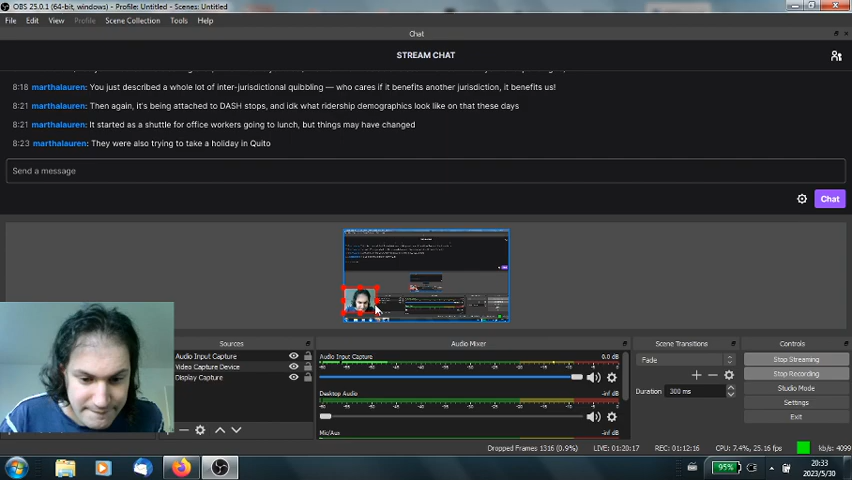 OBS 25.0.1 (64-bit, windows) - Profile: Untitled - Scenes: Untitled
File Edit View Profile Scene Collection Tools Help
Chat
STREAM CHAT
8:18 marthalauren: You just described a whole lot of inter-jurisdictional quibbling — who cares if it benefits another jurisdiction, it benefits us!
8:21 marthalauren: Then again, it's being attached to DASH stops, and idk what ridership demographics look like on that these days
8:21 marthalauren: It started as a shuttle for office workers going to lunch, but things may have changed
8:23 marthalauren: They were also trying to take a holiday in Quito
Send a message
Chat
Sources Audio Mixer Scene Transitions Controls
Audio Input Capture
Video Capture Device
Display Capture
Audio Input Capture 0.0 dB
Desktop Audio -inf dB
Mic/Aux -inf dB
Fade
Duration 300 ms
Stop Streaming
Stop Recording
Studio Mode
Settings
Exit
Dropped Frames 1316 (0.9%) LIVE: 01:20:17 REC: 01:12:16 CPU: 7.4%, 25.16 fps kb/s: 4099
95%
20:33
2023/5/30